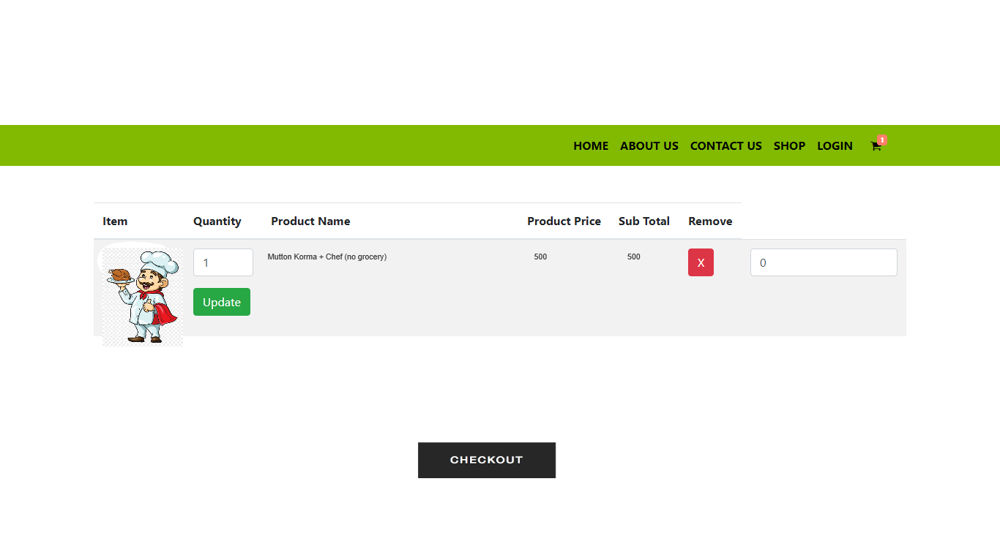 HOME ABOUT US CONTACT US SHOP LOGIN 1
Item Quantity Product Name Product Price Sub Total Remove
1 Mutton Korma + Chef (no grocery) 500 500 X 0
Update
CHECKOUT